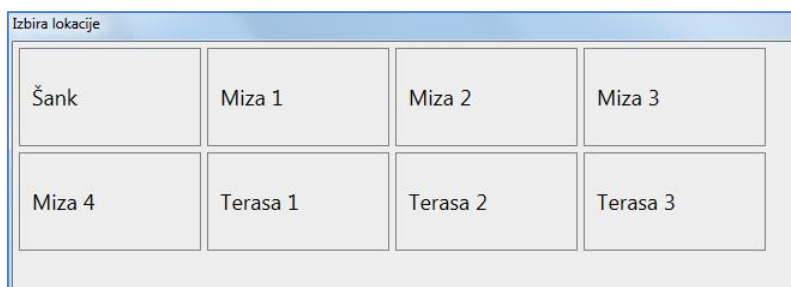 Izbira lokacije
Šank
Miza 1
Miza 2
Miza 3
Miza 4
Terasa 1
Terasa 2
Terasa 3